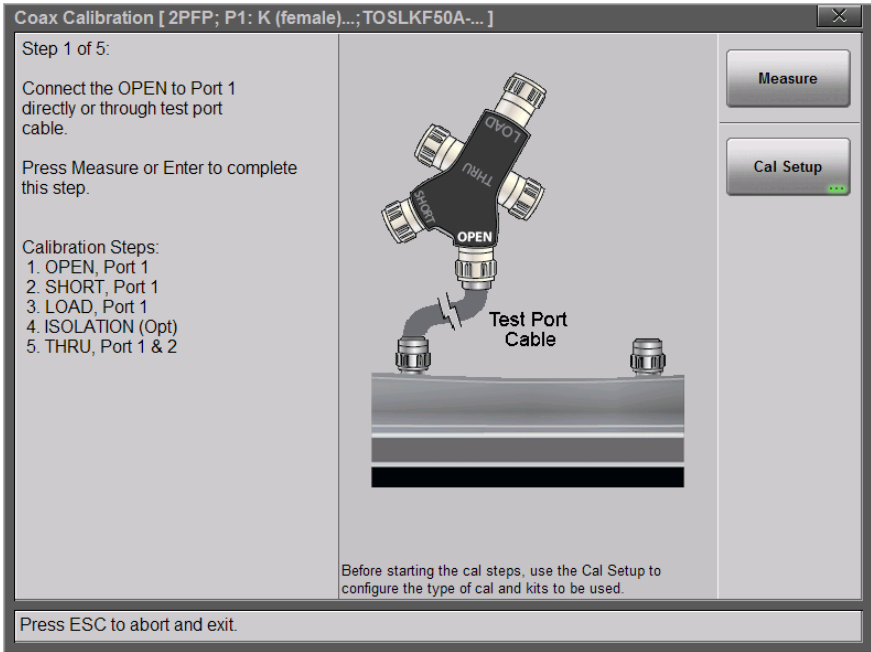 Coax Calibration [ 2PFP; P1: K (female)...;TOSLKF50A-... ]
Step 1 of 5:
Connect the OPEN to Port 1
directly or through test port
cable.
Press Measure or Enter to complete
this step.
Calibration Steps:
1. OPEN, Port 1
2. SHORT, Port 1
3. LOAD, Port 1
4. ISOLATION (Opt)
5. THRU, Port 1 & 2
LOAD
THRU
SHORT
OPEN
Test Port
Cable
Before starting the cal steps, use the Cal Setup to
configure the type of cal and kits to be used.
Measure
Cal Setup
...
Press ESC to abort and exit.